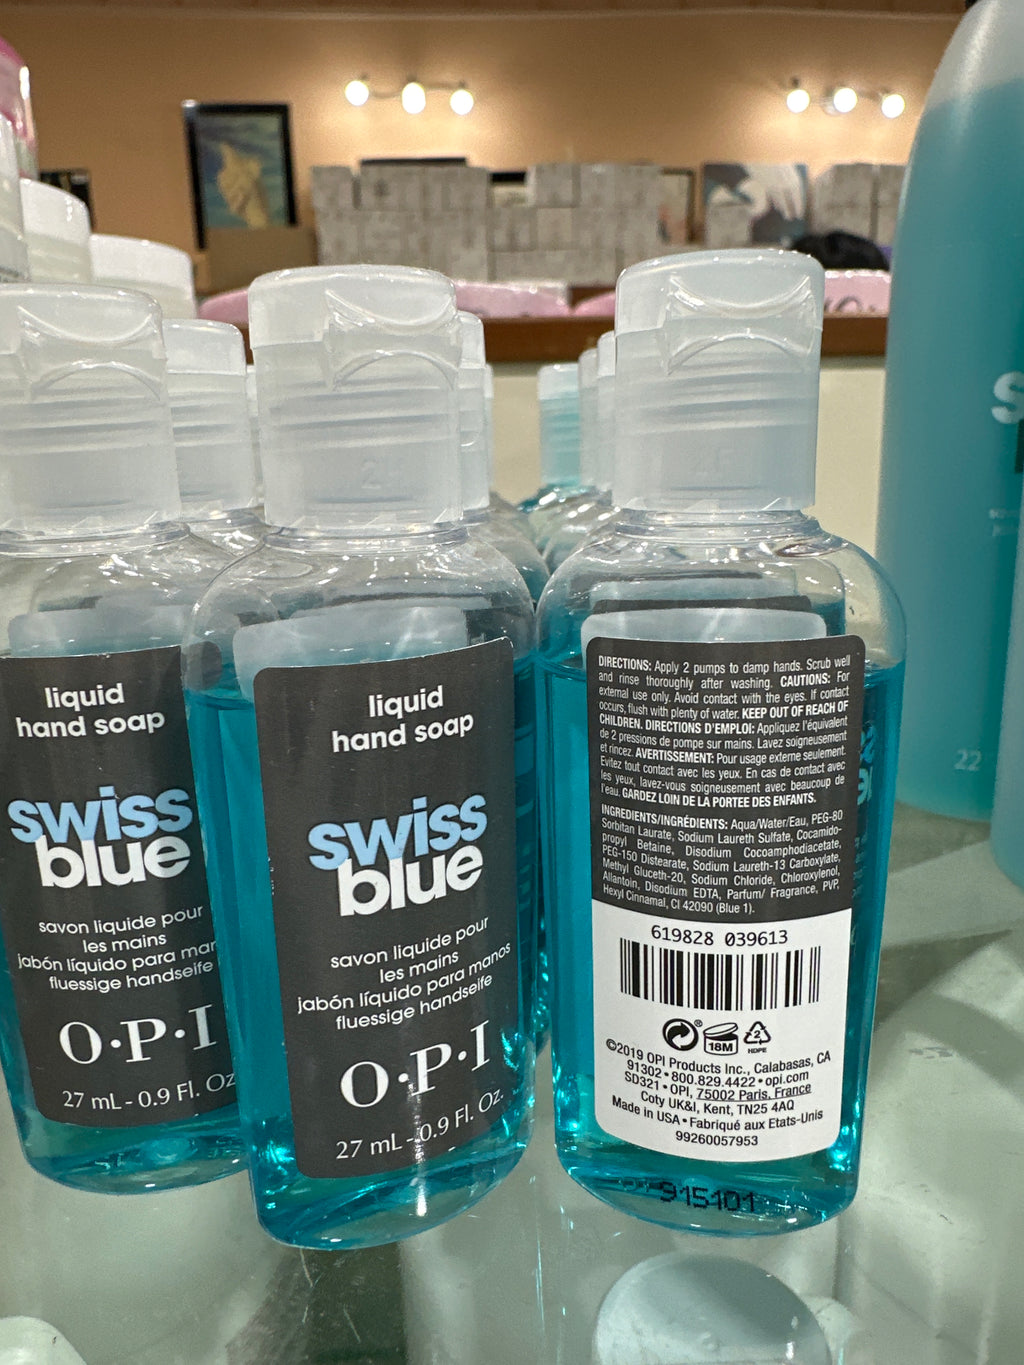 liquid
hand soap
swiss
blue
savon liquide pour
les mains
jabón líquido para mar
fluessige handseife
O·P·I
27 mL - 0.9 Fl. Oz
liquid
hand soap
swiss
blue
savon liquide pour
les mains
jabón líquido para manos
fluessige handseife
O·P·I
27 mL - 0.9 Fl. Oz.
DIRECTIONS: Apply 2 pumps to damp hands. Scrub well
and rinse thoroughly after washing. CAUTIONS: For
external use only. Avoid contact with the eyes. If contact
occurs, flush with plenty of water. KEEP OUT OF REACH OF
CHILDREN. DIRECTIONS D'EMPLOI: Appliquez l'équivalent
de 2 pressions de pompe sur mains. Lavez soigneusement
et rincez. AVERTISSEMENT: Pour usage externe seulement.
Evitez tout contact avec les yeux. En cas de contact avec
les yeux, lavez-vous soigneusement avec beaucoup de
l'eau. GARDEZ LOIN DE LA PORTEE DES ENFANTS.
INGREDIENTS/INGRÉDIENTS: Aqua/Water/Eau, PEG-80
Sorbitan Laurate, Sodium Laureth Sulfate, Cocamido-
propyl Betaine, Disodium Cocoamphodiacetate,
PEG-150 Distearate, Sodium Laureth-13 Carboxylate,
Methyl Gluceth-20, Sodium Chloride, Chloroxylenol,
Allantoin, Disodium EDTA, Parfum/ Fragrance, PVP,
Hexyl Cinnamal, CI 42090 (Blue 1).
619828 039613
18M
2
HDPE
©2019 OPI Products Inc., Calabasas, CA
91302 • 800.829.4422 • opi.com
SD321 • OPI, 75002 Paris, France
Coty UK&I, Kent, TN25 4AQ
Made in USA • Fabriqué aux Etats-Unis
99260057953
915101
22